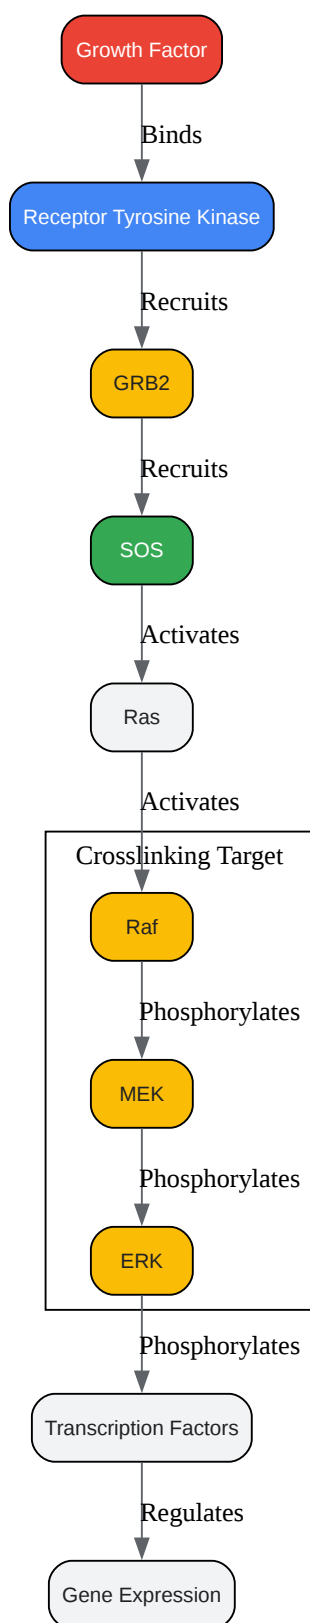 Growth Factor
Binds
Receptor Tyrosine Kinase
Recruits
GRB2
Recruits
SOS
Activates
Ras
Activates
Crosslinking Target
Raf
Phosphorylates
MEK
Phosphorylates
ERK
Phosphorylates
Transcription Factors
Regulates
Gene Expression